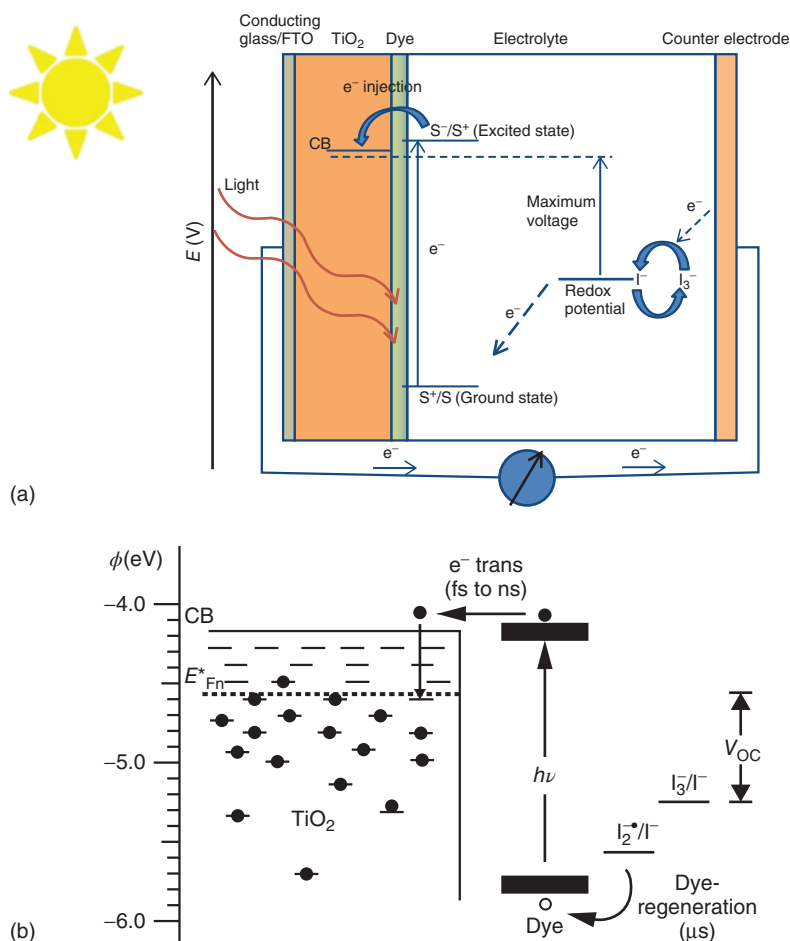 Conducting
glass/FTO TiO₂ Dye Electrolyte Counter electrode
e⁻ injection
S⁻/S⁺ (Excited state)
CB
Light
Maximum
voltage
e⁻
E (V)
e⁻
I⁻ I₃⁻
Redox
potential
e⁻
S⁺/S (Ground state)
e⁻ e⁻
(a)
ϕ(eV)
e⁻ trans
(fs to ns)
−4.0
CB
E*Fn
−5.0
hν
VOC
I₃⁻/I⁻
TiO₂
I₂⁻•/I⁻
Dye-
regeneration
(μs)
Dye
−6.0
(b)